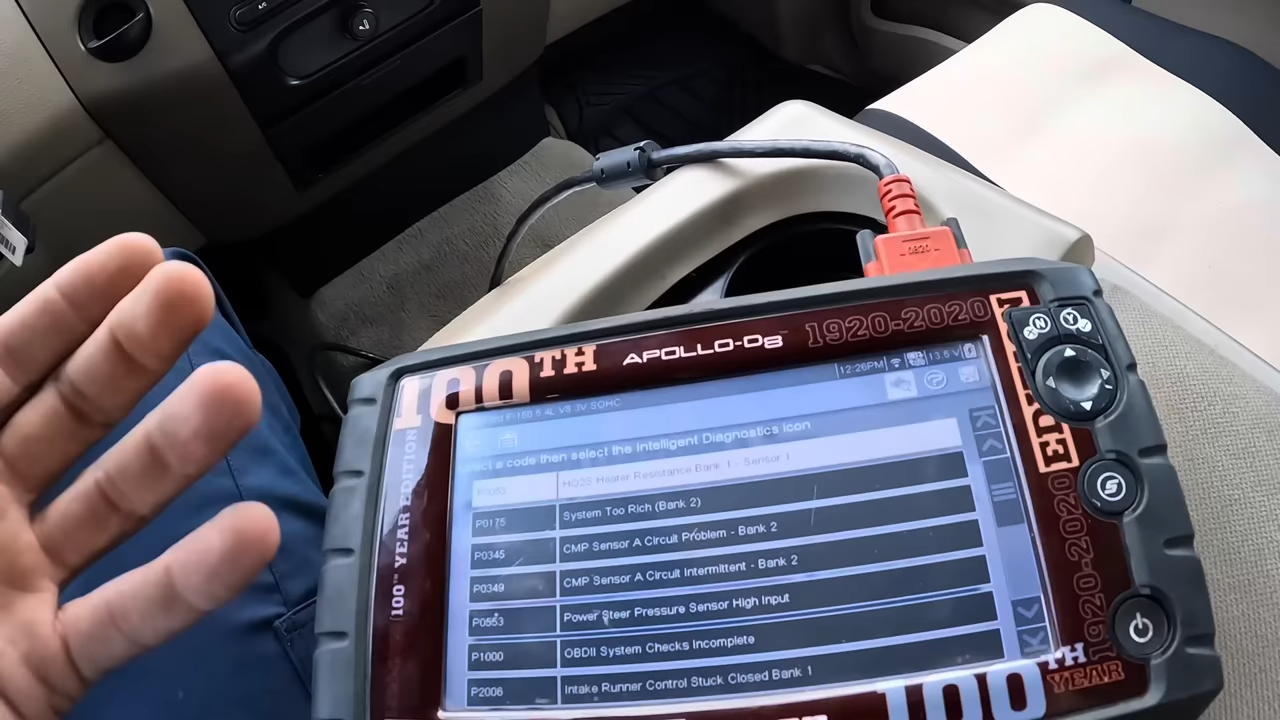 A/C
0820
100TH
APOLLO-D8
1920-2020
N
Y
12:26PM
13.6 V
F-150 5.4L V8 3V SOHC
a code then select the Intelligent Diagnostics icon
P0053 HO2S Heater Resistance Bank 1 - Sensor 1
P0175 System Too Rich (Bank 2)
P0345 CMP Sensor A Circuit Problem - Bank 2
P0349 CMP Sensor A Circuit Intermittent - Bank 2
P0553 Power Steer Pressure Sensor High Input
P1000 OBDII System Checks Incomplete
P2006 Intake Runner Control Stuck Closed Bank 1
100TH YEAR EDITION
1920-2020
S
100TH
YEAR